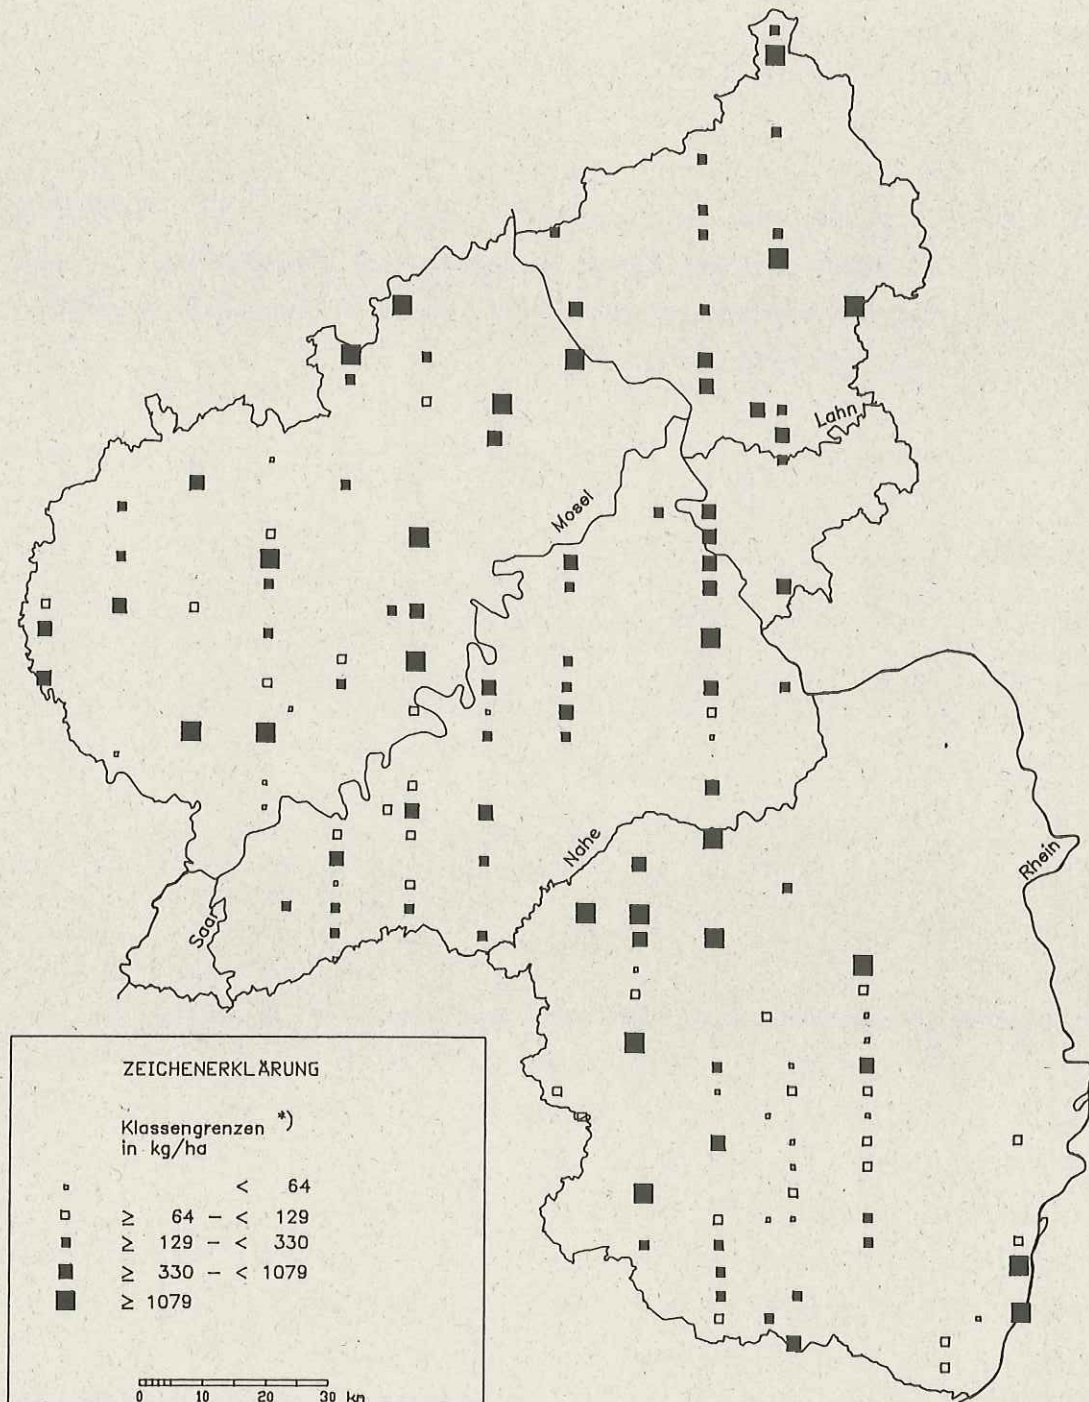 Lahn
Mosel
Nahe
Rhein
Saar
ZEICHENERKLÄRUNG
Klassengrenzen *)
in kg/ha
< 64
≥ 64 - < 129
≥ 129 - < 330
≥ 330 - < 1079
≥ 1079
0 10 20 30 km